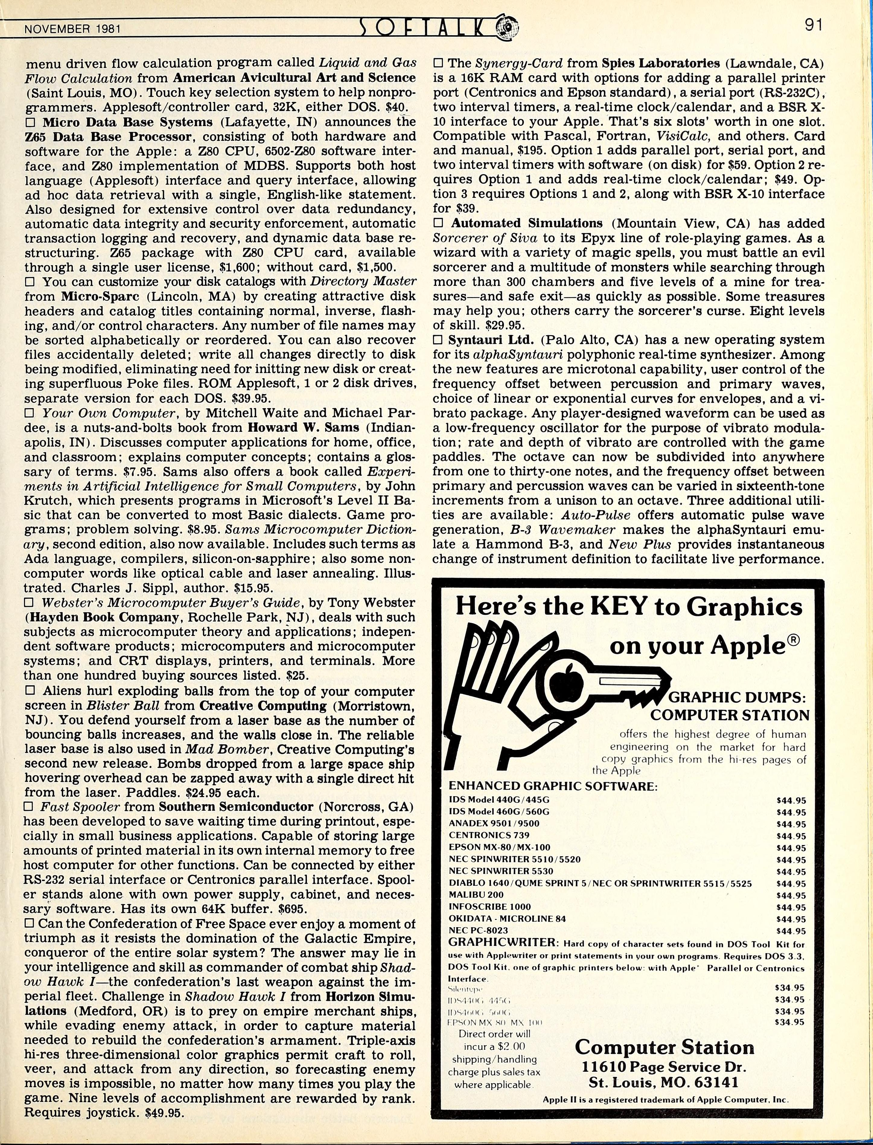 NOVEMBER 1981
SOFTALK
91
menu driven flow calculation program called Liquid and Gas
Flow Calculation from American Avicultural Art and Science
(Saint Louis, MO). Touch key selection system to help nonpro-
grammers. Applesoft/controller card, 32K, either DOS. $40.
□ Micro Data Base Systems (Lafayette, IN) announces the
Z65 Data Base Processor, consisting of both hardware and
software for the Apple: a Z80 CPU, 6502-Z80 software inter-
face, and Z80 implementation of MDBS. Supports both host
language (Applesoft) interface and query interface, allowing
ad hoc data retrieval with a single, English-like statement.
Also designed for extensive control over data redundancy,
automatic data integrity and security enforcement, automatic
transaction logging and recovery, and dynamic data base re-
structuring. Z65 package with Z80 CPU card, available
through a single user license, $1,600; without card, $1,500.
□ You can customize your disk catalogs with Directory Master
from Micro-Sparc (Lincoln, MA) by creating attractive disk
headers and catalog titles containing normal, inverse, flash-
ing, and/or control characters. Any number of file names may
be sorted alphabetically or reordered. You can also recover
files accidentally deleted; write all changes directly to disk
being modified, eliminating need for initting new disk or creat-
ing superfluous Poke files. ROM Applesoft, 1 or 2 disk drives,
separate version for each DOS. $39.95.
□ Your Own Computer, by Mitchell Waite and Michael Par-
dee, is a nuts-and-bolts book from Howard W. Sams (Indian-
apolis, IN). Discusses computer applications for home, office,
and classroom; explains computer concepts; contains a glos-
sary of terms. $7.95. Sams also offers a book called Experi-
ments in Artificial Intelligence for Small Computers, by John
Krutch, which presents programs in Microsoft's Level II Ba-
sic that can be converted to most Basic dialects. Game pro-
grams; problem solving. $8.95. Sams Microcomputer Diction-
ary, second edition, also now available. Includes such terms as
Ada language, compilers, silicon-on-sapphire; also some non-
computer words like optical cable and laser annealing. Illus-
trated. Charles J. Sippl, author. $15.95.
□ Webster's Microcomputer Buyer's Guide, by Tony Webster
(Hayden Book Company, Rochelle Park, NJ), deals with such
subjects as microcomputer theory and applications; indepen-
dent software products; microcomputers and microcomputer
systems; and CRT displays, printers, and terminals. More
than one hundred buying sources listed. $25.
□ Aliens hurl exploding balls from the top of your computer
screen in Blister Ball from Creative Computing (Morristown,
NJ). You defend yourself from a laser base as the number of
bouncing balls increases, and the walls close in. The reliable
laser base is also used in Mad Bomber, Creative Computing's
second new release. Bombs dropped from a large space ship
hovering overhead can be zapped away with a single direct hit
from the laser. Paddles. $24.95 each.
□ Fast Spooler from Southern Semiconductor (Norcross, GA)
has been developed to save waiting time during printout, espe-
cially in small business applications. Capable of storing large
amounts of printed material in its own internal memory to free
host computer for other functions. Can be connected by either
RS-232 serial interface or Centronics parallel interface. Spool-
er stands alone with own power supply, cabinet, and neces-
sary software. Has its own 64K buffer. $695.
□ Can the Confederation of Free Space ever enjoy a moment of
triumph as it resists the domination of the Galactic Empire,
conqueror of the entire solar system? The answer may lie in
your intelligence and skill as commander of combat ship Shad-
ow Hawk I—the confederation's last weapon against the im-
perial fleet. Challenge in Shadow Hawk I from Horizon Simu-
lations (Medford, OR) is to prey on empire merchant ships,
while evading enemy attack, in order to capture material
needed to rebuild the confederation's armament. Triple-axis
hi-res three-dimensional color graphics permit craft to roll,
veer, and attack from any direction, so forecasting enemy
moves is impossible, no matter how many times you play the
game. Nine levels of accomplishment are rewarded by rank.
Requires joystick. $49.95.
□ The Synergy-Card from Spies Laboratories (Lawndale, CA)
is a 16K RAM card with options for adding a parallel printer
port (Centronics and Epson standard), a serial port (RS-232C),
two interval timers, a real-time clock/calendar, and a BSR X-
10 interface to your Apple. That's six slots' worth in one slot.
Compatible with Pascal, Fortran, VisiCalc, and others. Card
and manual, $195. Option 1 adds parallel port, serial port, and
two interval timers with software (on disk) for $59. Option 2 re-
quires Option 1 and adds real-time clock/calendar; $49. Op-
tion 3 requires Options 1 and 2, along with BSR X-10 interface
for $39.
□ Automated Simulations (Mountain View, CA) has added
Sorcerer of Siva to its Epyx line of role-playing games. As a
wizard with a variety of magic spells, you must battle an evil
sorcerer and a multitude of monsters while searching through
more than 300 chambers and five levels of a mine for trea-
sures—and safe exit—as quickly as possible. Some treasures
may help you; others carry the sorcerer's curse. Eight levels
of skill. $29.95.
□ Syntauri Ltd. (Palo Alto, CA) has a new operating system
for its alphaSyntauri polyphonic real-time synthesizer. Among
the new features are microtonal capability, user control of the
frequency offset between percussion and primary waves,
choice of linear or exponential curves for envelopes, and a vi-
brato package. Any player-designed waveform can be used as
a low-frequency oscillator for the purpose of vibrato modula-
tion; rate and depth of vibrato are controlled with the game
paddles. The octave can now be subdivided into anywhere
from one to thirty-one notes, and the frequency offset between
primary and percussion waves can be varied in sixteenth-tone
increments from a unison to an octave. Three additional utili-
ties are available: Auto-Pulse offers automatic pulse wave
generation, B-3 Wavemaker makes the alphaSyntauri emu-
late a Hammond B-3, and New Plus provides instantaneous
change of instrument definition to facilitate live performance.
Here's the KEY to Graphics
on your Apple®
GRAPHIC DUMPS:
COMPUTER STATION
offers the highest degree of human
engineering on the market for hard
copy graphics from the hi-res pages of
the Apple
ENHANCED GRAPHIC SOFTWARE:
IDS Model 440G/445G $44.95
IDS Model 460G/560G $44.95
ANADEX 9501/9500 $44.95
CENTRONICS 739 $44.95
EPSON MX-80/MX-100 $44.95
NEC SPINWRITER 5510/5520 $44.95
NEC SPINWRITER 5530 $44.95
DIABLO 1640/QUME SPRINT 5/NEC OR SPRINTWRITER 5515/5525 $44.95
MALIBU 200 $44.95
INFOSCRIBE 1000 $44.95
OKIDATA - MICROLINE 84 $44.95
NEC PC-8023 $44.95
GRAPHICWRITER: Hard copy of character sets found in DOS Tool Kit for
use with Applewriter or print statements in your own programs. Requires DOS 3.3.
DOS Tool Kit. one of graphic printers below: with Apple Parallel or Centronics
Interface.
Silentype $34.95
IDS440G 445G $34.95
IDS460G 560G $34.95
EPSON MX 80 MX 100 $34.95
Direct order will
incur a $2.00
shipping/handling
charge plus sales tax
where applicable.
Computer Station
11610 Page Service Dr.
St. Louis, MO. 63141
Apple II is a registered trademark of Apple Computer, Inc.